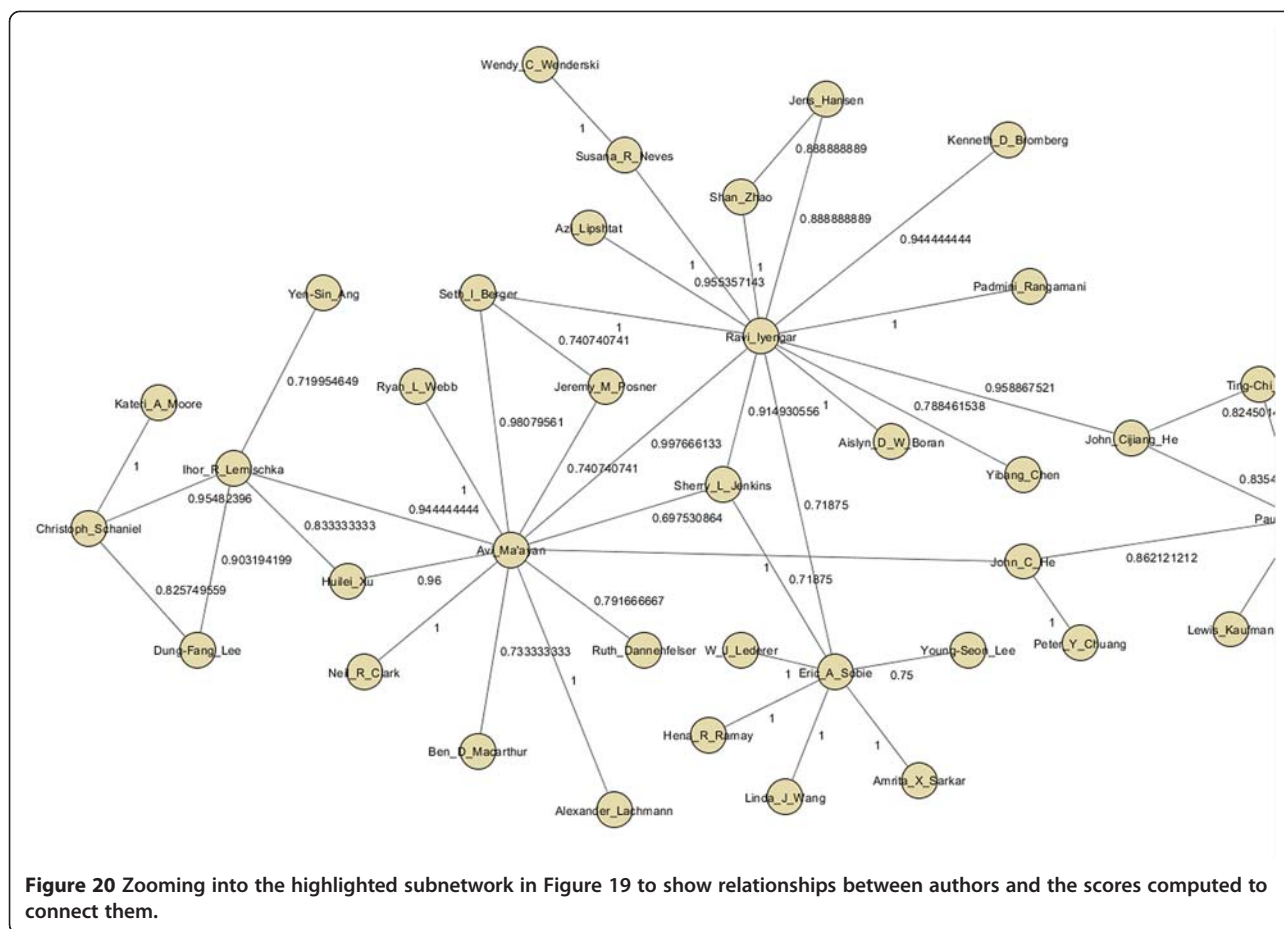 Wendy_C_Wenderski
Jens_Hansen
Kenneth_D_Bromberg
1
Susana_R_Neves
0.888888889
Shan_Zhao
0.888888889
Azi_Lipshtat
0.944444444
1
1
0.955357143
Padmini_Rangamani
Yen-Sin_Ang
Seth_I_Berger
1
1
Ravi_Iyengar
0.740740741
0.958867521
0.719954649
Ryan_L_Webb
Jeremy_M_Posner
Ting-Chi_
Kateri_A_Moore
0.788461538
1
0.914930556
0.824501
0.98079561
0.997666133
Aislyn_D_W_Boran
John_Cijiang_He
1
Ihor_R_Lemischka
0.740740741
Yibang_Chen
0.8354
Sherry_L_Jenkins
1
0.95482396
0.944444444
0.71875
Christoph_Schaniel
0.833333333
0.697530864
Pau
Avi_Ma'ayan
0.903194199
John_C_He
0.862121212
1
0.71875
Huilei_Xu
0.96
0.825749559
0.791666667
1
1
Lewis_Kaufman
Peter_Y_Chuang
Dung-Fang_Lee
0.733333333
Ruth_Dannenfelser
W_J_Lederer
Young-Seon_Lee
Neil_R_Clark
1
1
Eric_A_Sobie
0.75
1
Hena_R_Ramay
1
1
Ben_D_Macarthur
Amrita_X_Sarkar
Linda_J_Wang
Alexander_Lachmann
Figure 20 Zooming into the highlighted subnetwork in Figure 19 to show relationships between authors and the scores computed to
connect them.